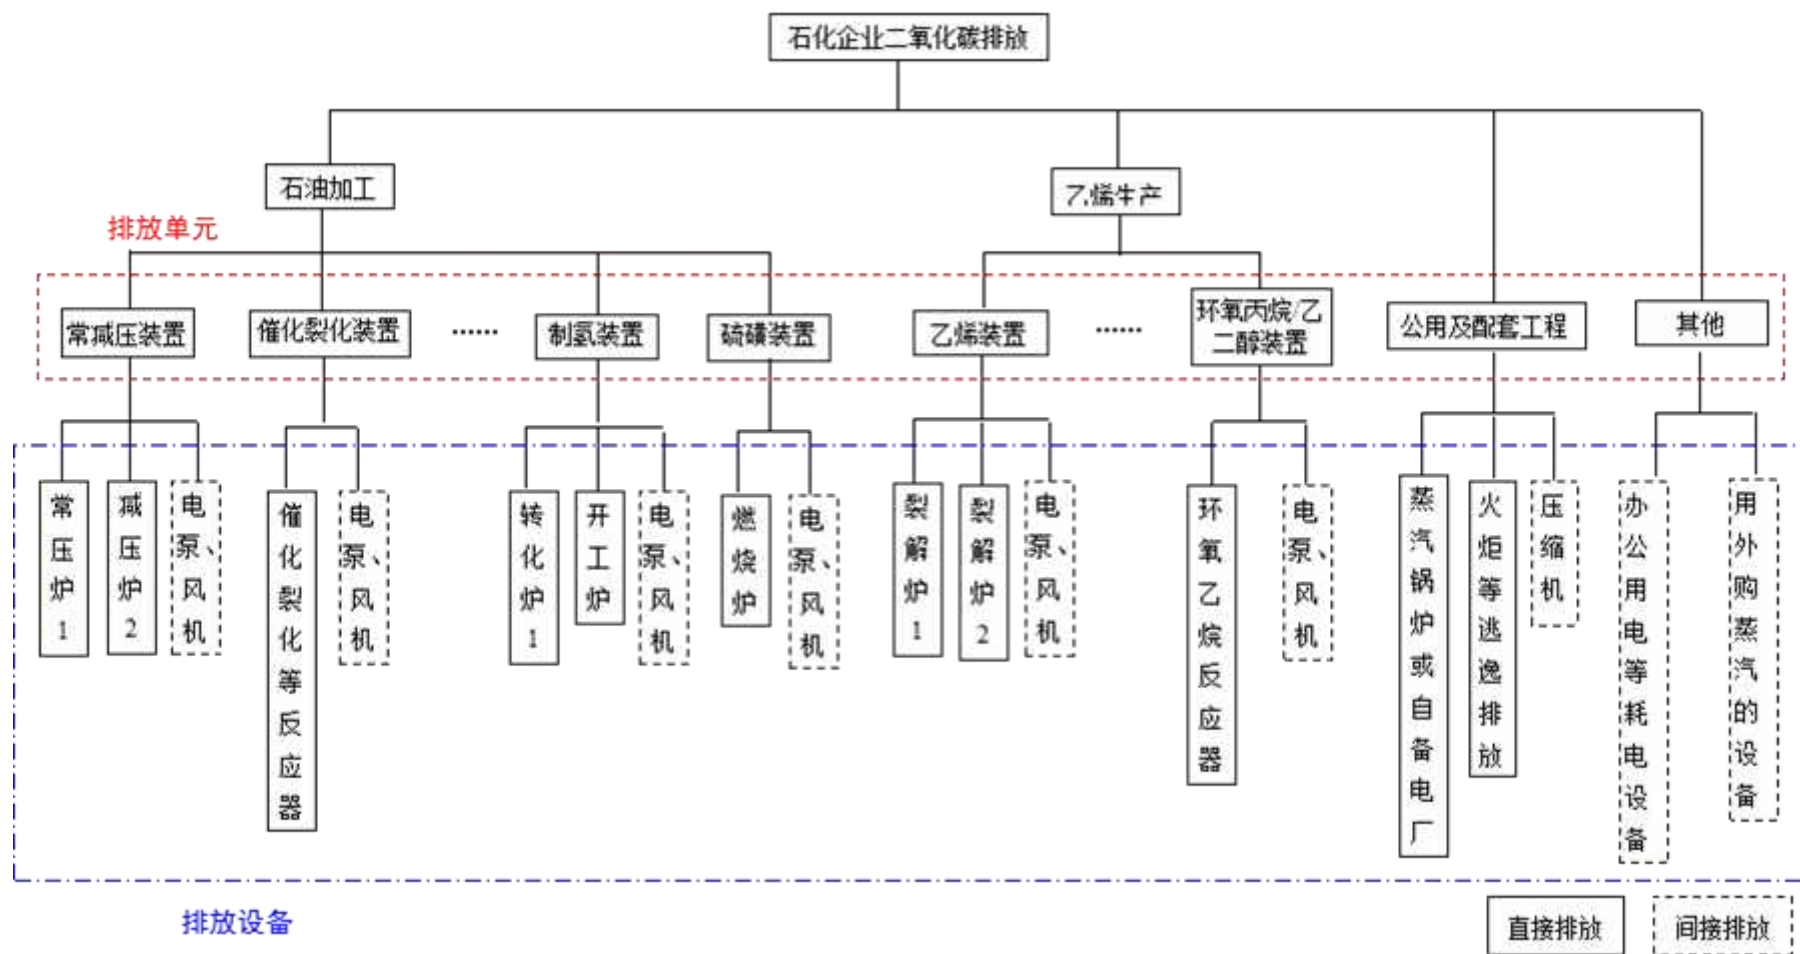 石化企业二氧化碳排放
石油加工
乙烯生产
排放单元
常减压装置
催化裂化装置
······
制氢装置
硫磺装置
乙烯装置
······
环氧丙烷/乙
二醇装置
公用及配套工程
其他
常压炉1
减压炉2
电泵、风机
催化裂化等反应器
电泵、风机
转化炉1
开工炉
电泵、风机
燃烧炉
电泵、风机
裂解炉1
裂解炉2
电泵、风机
环氧乙烷反应器
电泵、风机
蒸汽锅炉或自备电厂
火炬等逃逸排放
压缩机
办公用电等耗电设备
用外购蒸汽的设备
排放设备
直接排放
间接排放